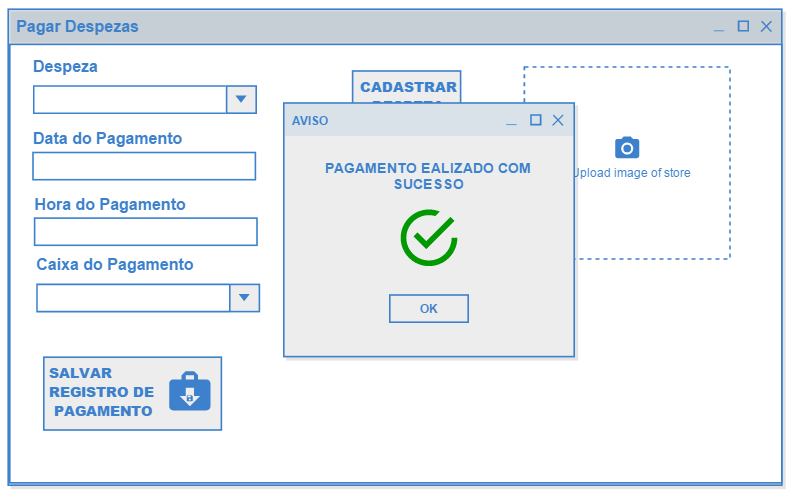 Pagar Despezas
Despeza
CADASTRAR
Data do Pagamento
AVISO
PAGAMENTO EALIZADO COM
SUCESSO
Upload image of store
Hora do Pagamento
Caixa do Pagamento
OK
SALVAR
REGISTRO DE
PAGAMENTO